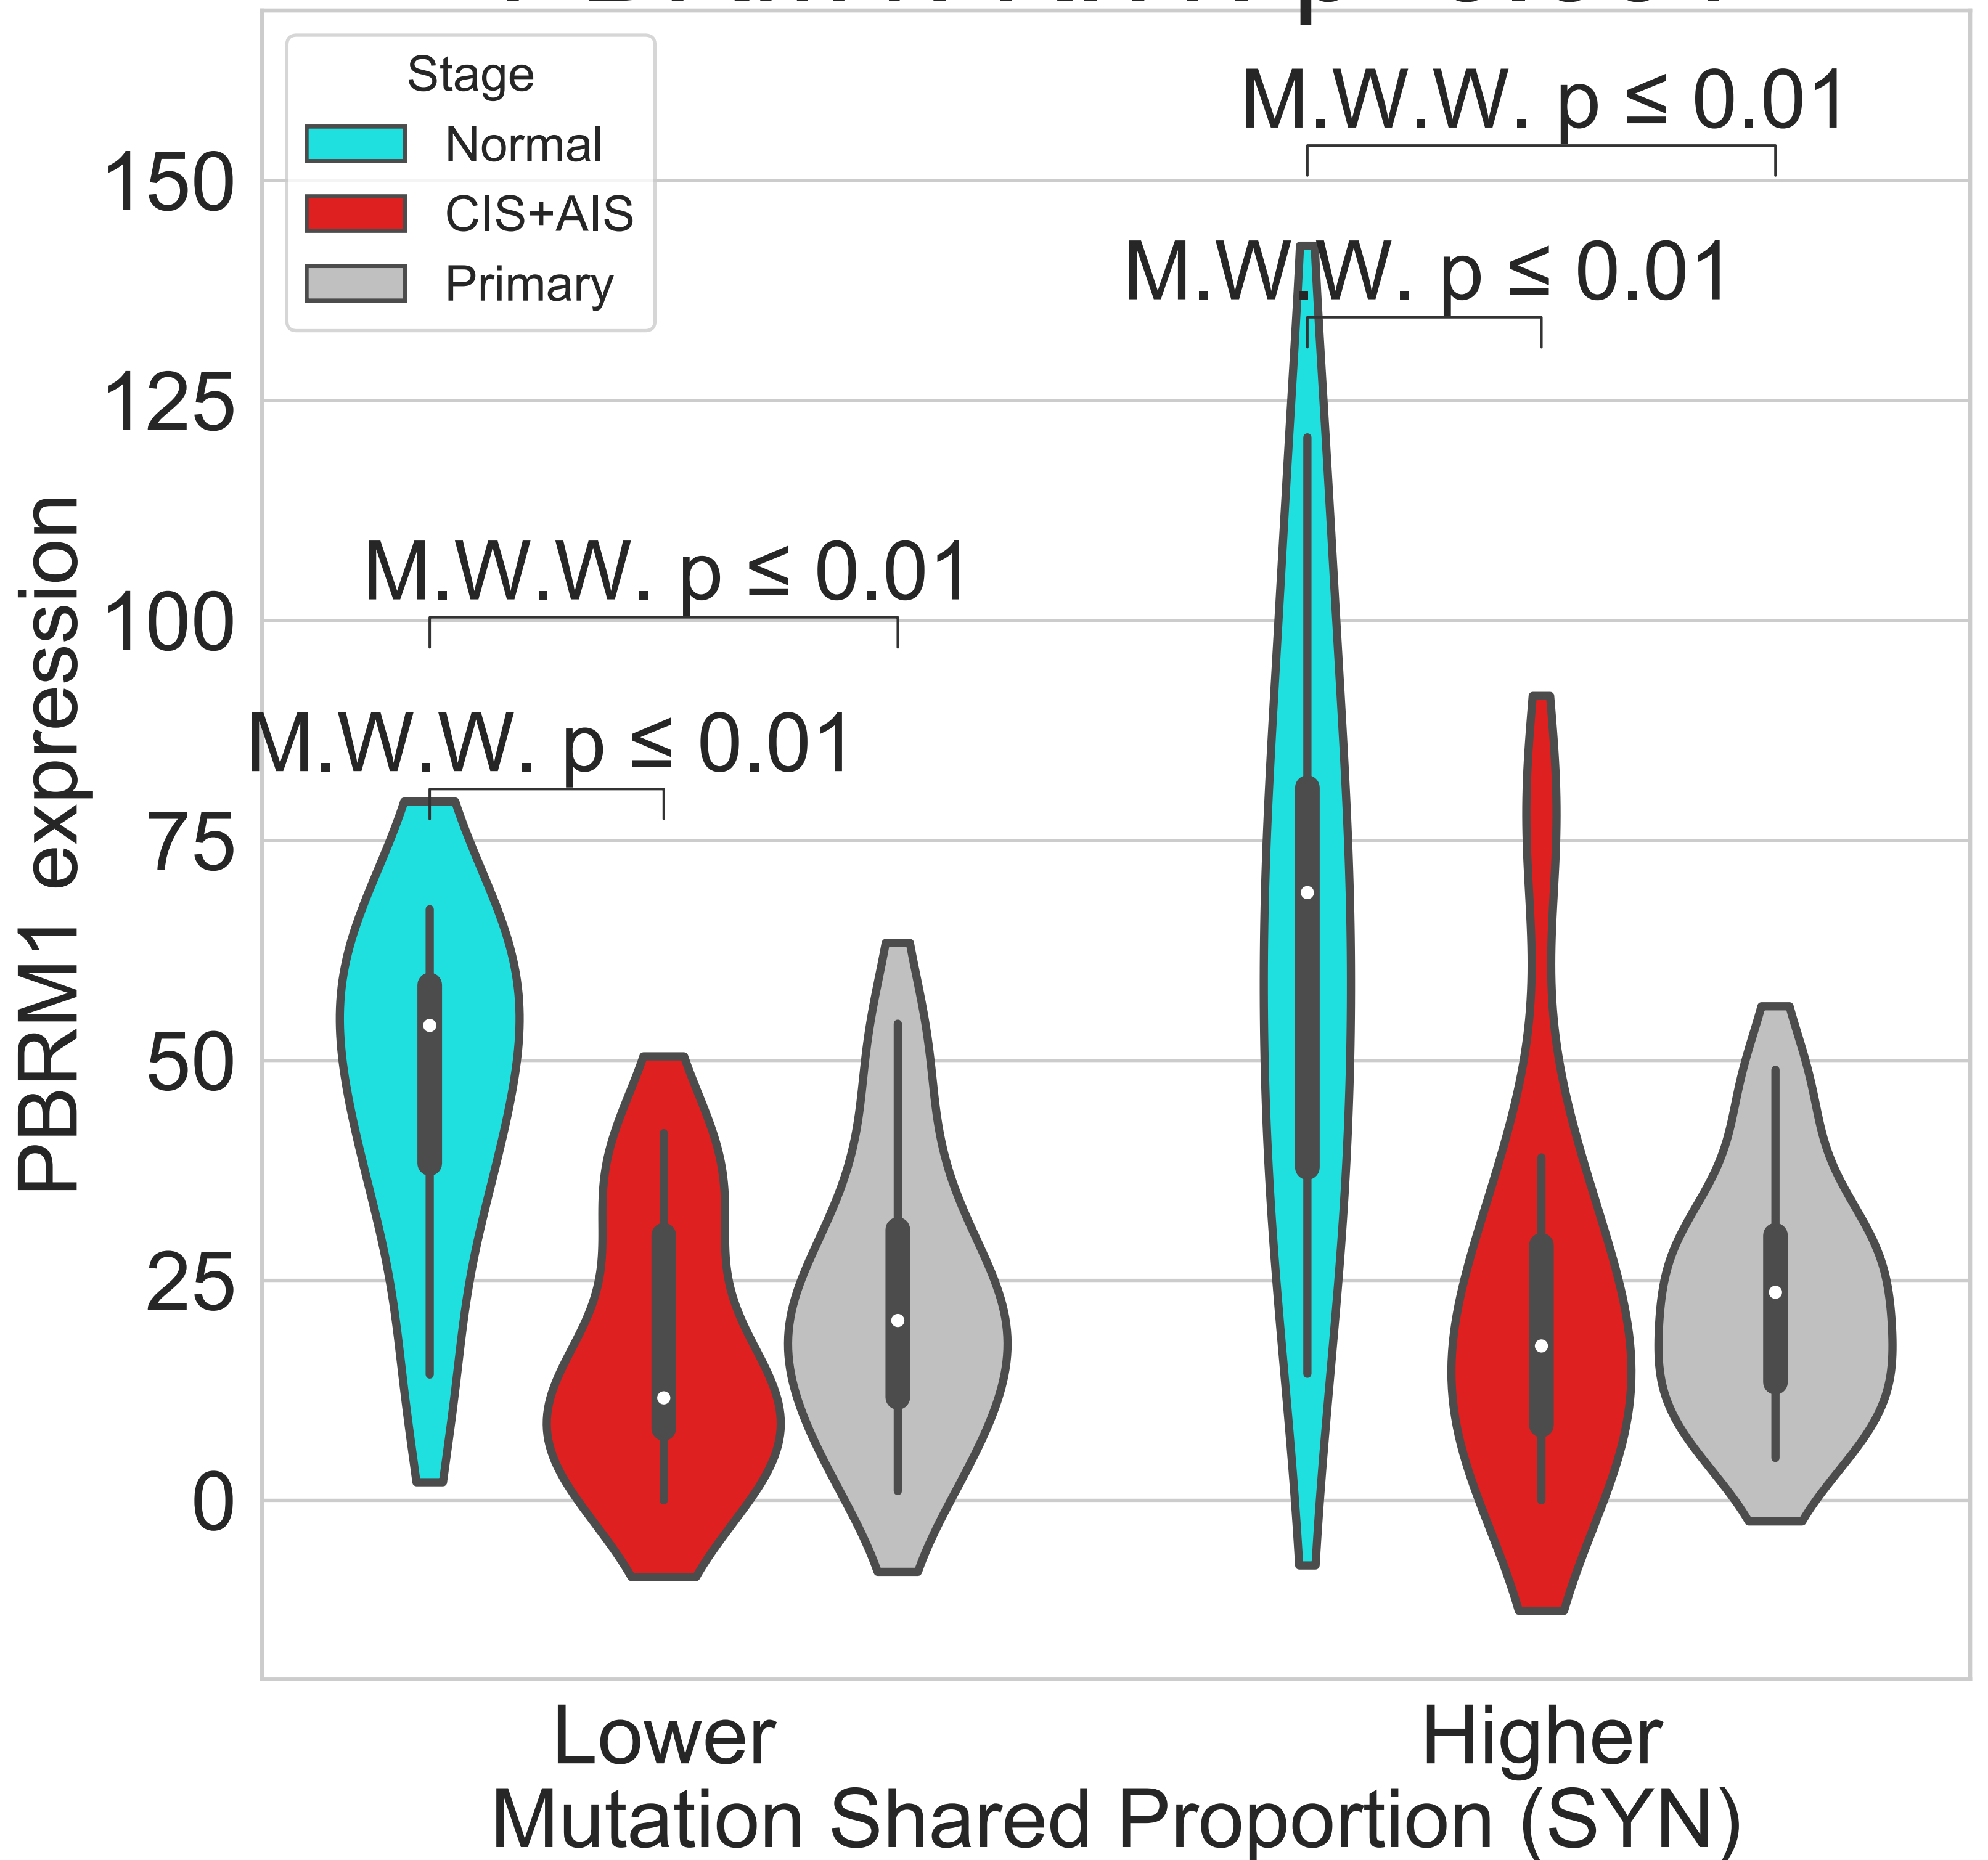 Stage
Normal
CIS+AIS
Primary
M.W.W. p ≤ 0.01
M.W.W. p ≤ 0.01
M.W.W. p ≤ 0.01
M.W.W. p ≤ 0.01
150
125
100
75
50
25
0
PBRM1 expression
Lower
Higher
Mutation Shared Proportion (SYN)